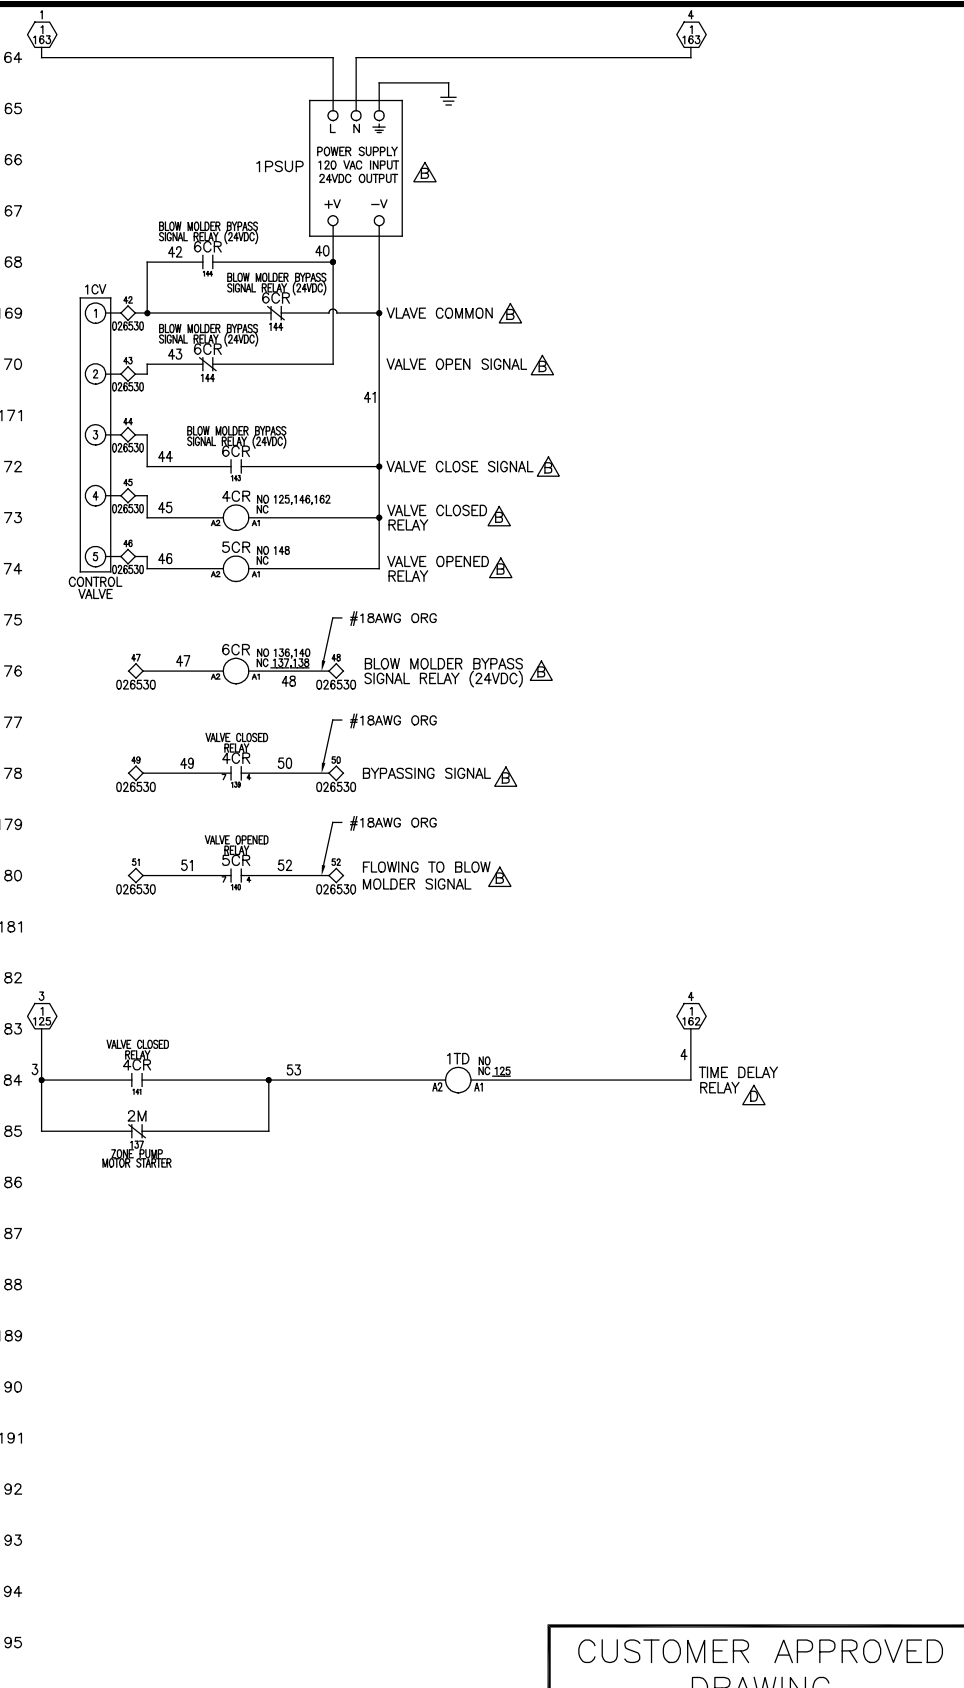 1
1
163
4
1
163
64
65
L N
66
1PSUP
POWER SUPPLY
120 VAC INPUT
24VDC OUTPUT
B
67
+V -V
BLOW MOLDER BYPASS
SIGNAL RELAY (24VDC)
68
42 6CR 40
144
BLOW MOLDER BYPASS
SIGNAL RELAY (24VDC)
6CR
1CV
169
1
42
026530
144
VLAVE COMMON B
BLOW MOLDER BYPASS
SIGNAL RELAY (24VDC)
70
43 6CR
144
VALVE OPEN SIGNAL B
2
43
026530
41
171
3
44
026530
BLOW MOLDER BYPASS
SIGNAL RELAY (24VDC)
72
44 6CR
143
VALVE CLOSE SIGNAL B
4
45
026530
73
45
4CR
NO 125,146,162
NC
A2 A1
VALVE CLOSED
RELAY B
5
46
026530
74
46
5CR
NO 148
NC
A2 A1
VALVE OPENED
RELAY B
CONTROL
VALVE
75
#18AWG ORG
76
47
026530
47
6CR
NO 136,140
NC 137,138
A2 A1
48
48
026530
BLOW MOLDER BYPASS
SIGNAL RELAY (24VDC) B
77
#18AWG ORG
VALVE CLOSED
RELAY
78
49
026530
49 4CR 50
7 4
139
50
026530
BYPASSING SIGNAL B
179
#18AWG ORG
VALVE OPENED
RELAY
80
51
026530
51 5CR 52
7 4
140
52
026530
FLOWING TO BLOW
MOLDER SIGNAL B
181
82
83
3
1
125
4
1
162
VALVE CLOSED
RELAY
84
3 4CR 53
141
1TD
NO
NC 125
A2 A1
4
TIME DELAY
RELAY D
85
2M
137
ZONE PUMP
MOTOR STARTER
86
87
88
189
90
191
92
93
94
95
CUSTOMER APPROVED
DRAWING